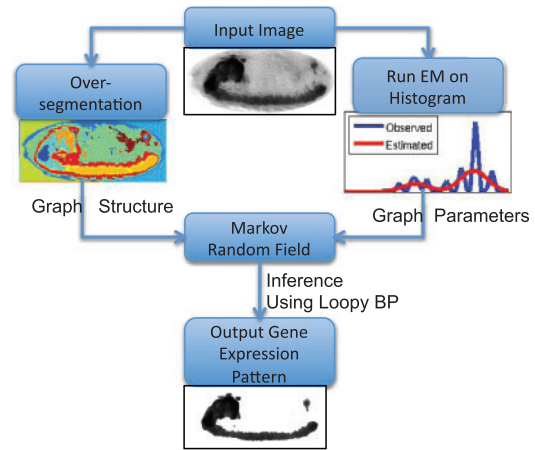 Input Image
Over-
segmentation
Run EM on
Histogram
Observed
Estimated
Graph Structure
Graph Parameters
Markov
Random Field
Inference
Using Loopy BP
Output Gene
Expression
Pattern